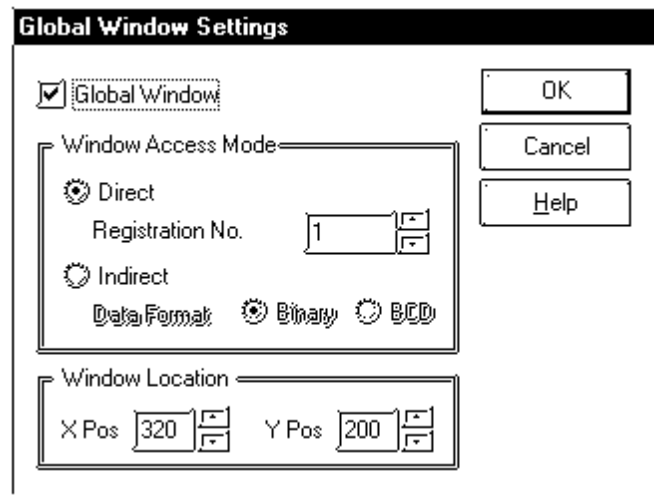 Global Window Settings
Global Window
OK
Window Access Mode
Cancel
Direct
Help
Registration No. 1
Indirect
Data Format Binary BCD
Window Location
X Pos 320 Y Pos 200